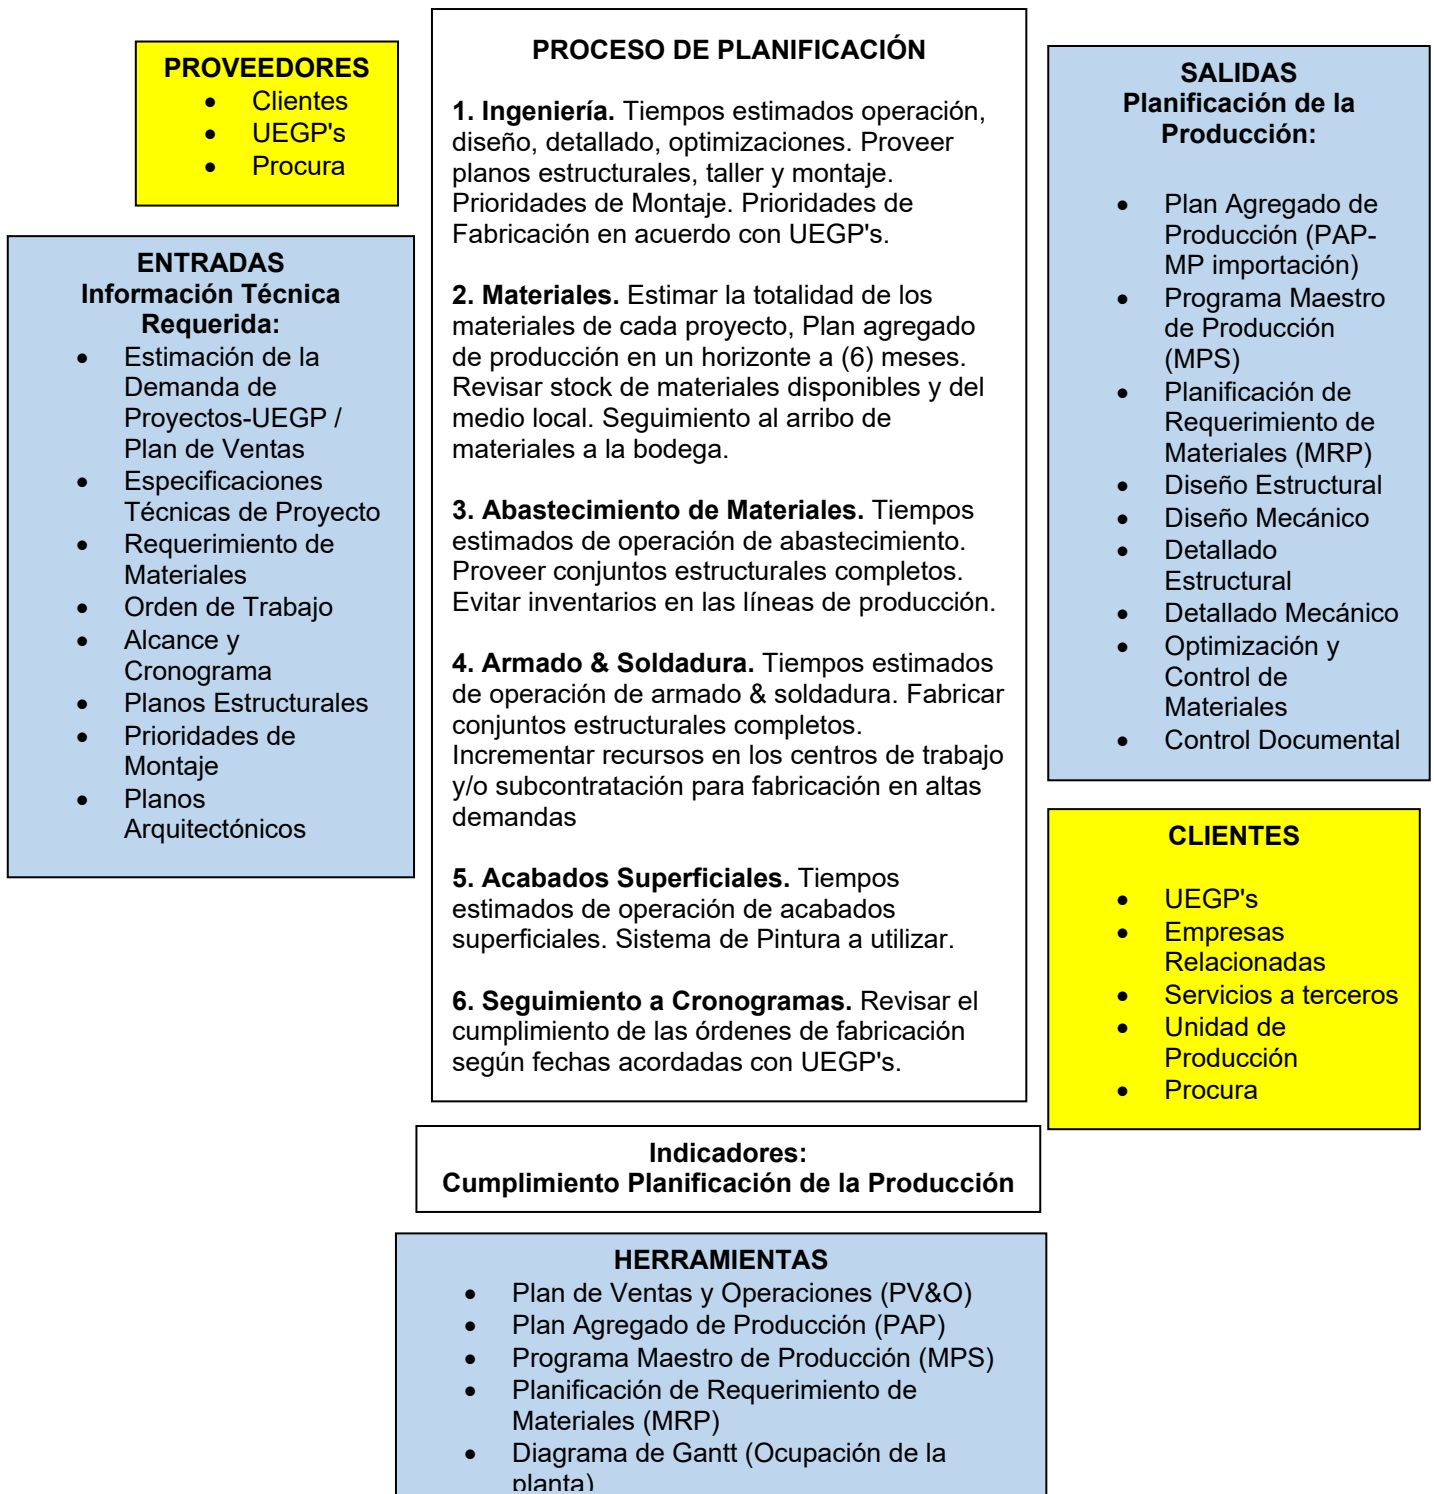 PROVEEDORES
• Clientes
• UEGP's
• Procura
ENTRADAS
Información Técnica
Requerida:
• Estimación de la
Demanda de
Proyectos-UEGP /
Plan de Ventas
• Especificaciones
Técnicas de Proyecto
• Requerimiento de
Materiales
• Orden de Trabajo
• Alcance y
Cronograma
• Planos Estructurales
• Prioridades de
Montaje
• Planos
Arquitectónicos
PROCESO DE PLANIFICACIÓN
1. Ingeniería. Tiempos estimados operación,
diseño, detallado, optimizaciones. Proveer
planos estructurales, taller y montaje.
Prioridades de Montaje. Prioridades de
Fabricación en acuerdo con UEGP's.
2. Materiales. Estimar la totalidad de los
materiales de cada proyecto, Plan agregado
de producción en un horizonte a (6) meses.
Revisar stock de materiales disponibles y del
medio local. Seguimiento al arribo de
materiales a la bodega.
3. Abastecimiento de Materiales. Tiempos
estimados de operación de abastecimiento.
Proveer conjuntos estructurales completos.
Evitar inventarios en las líneas de producción.
4. Armado & Soldadura. Tiempos estimados
de operación de armado & soldadura. Fabricar
conjuntos estructurales completos.
Incrementar recursos en los centros de trabajo
y/o subcontratación para fabricación en altas
demandas
5. Acabados Superficiales. Tiempos
estimados de operación de acabados
superficiales. Sistema de Pintura a utilizar.
6. Seguimiento a Cronogramas. Revisar el
cumplimiento de las órdenes de fabricación
según fechas acordadas con UEGP's.
SALIDAS
Planificación de la
Producción:
• Plan Agregado de
Producción (PAP-
MP importación)
• Programa Maestro
de Producción
(MPS)
• Planificación de
Requerimiento de
Materiales (MRP)
• Diseño Estructural
• Diseño Mecánico
• Detallado
Estructural
• Detallado Mecánico
• Optimización y
Control de
Materiales
• Control Documental
CLIENTES
• UEGP's
• Empresas
Relacionadas
• Servicios a terceros
• Unidad de
Producción
• Procura
Indicadores:
Cumplimiento Planificación de la Producción
HERRAMIENTAS
• Plan de Ventas y Operaciones (PV&O)
• Plan Agregado de Producción (PAP)
• Programa Maestro de Producción (MPS)
• Planificación de Requerimiento de
Materiales (MRP)
• Diagrama de Gantt (Ocupación de la
planta)